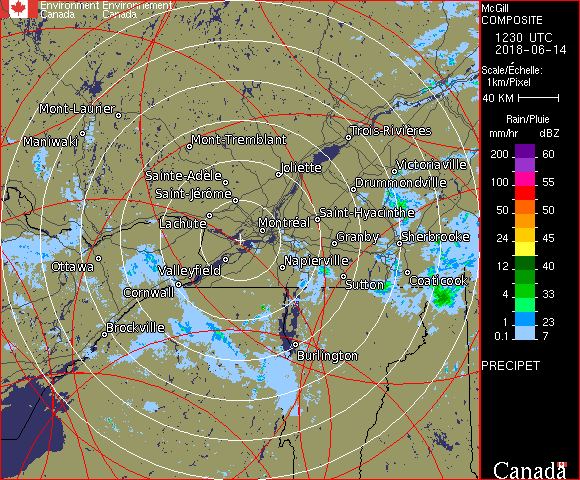 Environment Environnement
Canada Canada
McGill
COMPOSITE
1230 UTC
2018-06-14
Scale/Échelle:
1km/Pixel
40 KM
Rain/Pluie
mm/hr dBZ
200 60
100 55
50 50
24 45
12 40
4 33
1 23
0.1 7
PRECIPET
Canada
Mont-Laurier
Maniwaki
Mont-Tremblant
Trois-Rivières
Joliette
Victoriaville
Sainte-Adèle
Drummondville
Saint-Jérôme
Saint-Hyacinthe
Lachute
Montréal
Granby
Sherbrooke
Ottawa
Valleyfield
Napierville
Coaticook
Sutton
Cornwall
Brockville
Burlington